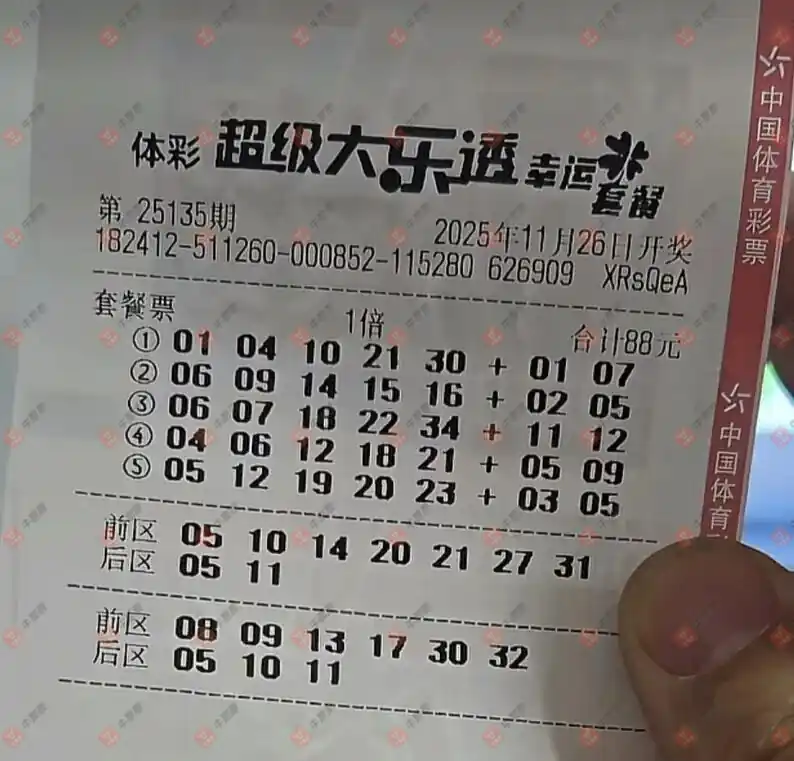 体彩 超级大乐透 幸运套餐
第 25135期 2025年11月26日开奖
182412-511260-000852-115280 626909 XRsQeA
套餐票 1倍 合计88元
① 01 04 10 21 30 + 01 07
② 06 09 14 15 16 + 02 05
③ 06 07 18 22 34 + 11 12
④ 04 06 12 18 21 + 05 09
⑤ 05 12 19 20 23 + 03 05
前区 05 10 14 20 21 27 31
后区 05 11
前区 08 09 13 17 30 32
后区 05 10 11
中国体育彩票
中国体育